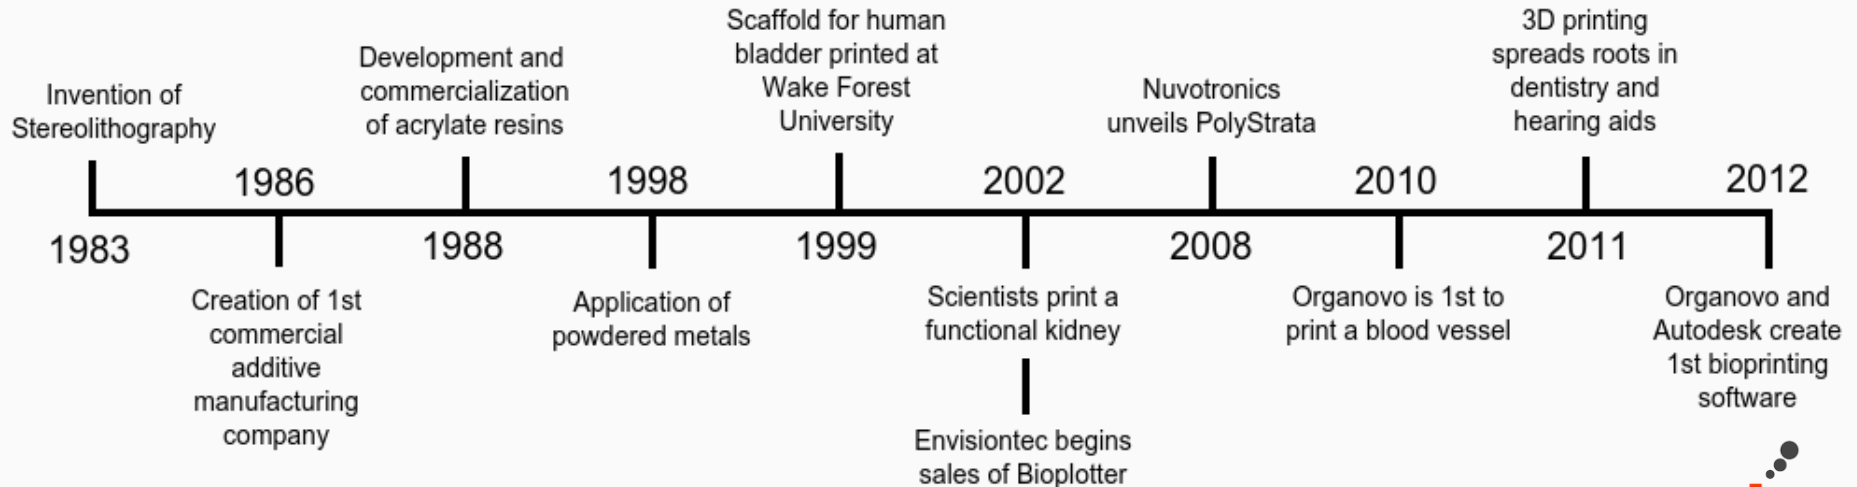 Invention of
Stereolithography
1983
1986
Creation of 1st
commercial
additive
manufacturing
company
Development and
commercialization
of acrylate resins
1988
1998
Application of
powdered metals
Scaffold for human
bladder printed at
Wake Forest
University
1999
2002
Scientists print a
functional kidney
Envisiontec begins
sales of Bioplotter
Nuvotronics
unveils PolyStrata
2008
2010
Organovo is 1st to
print a blood vessel
3D printing
spreads roots in
dentistry and
hearing aids
2011
2012
Organovo and
Autodesk create
1st bioprinting
software